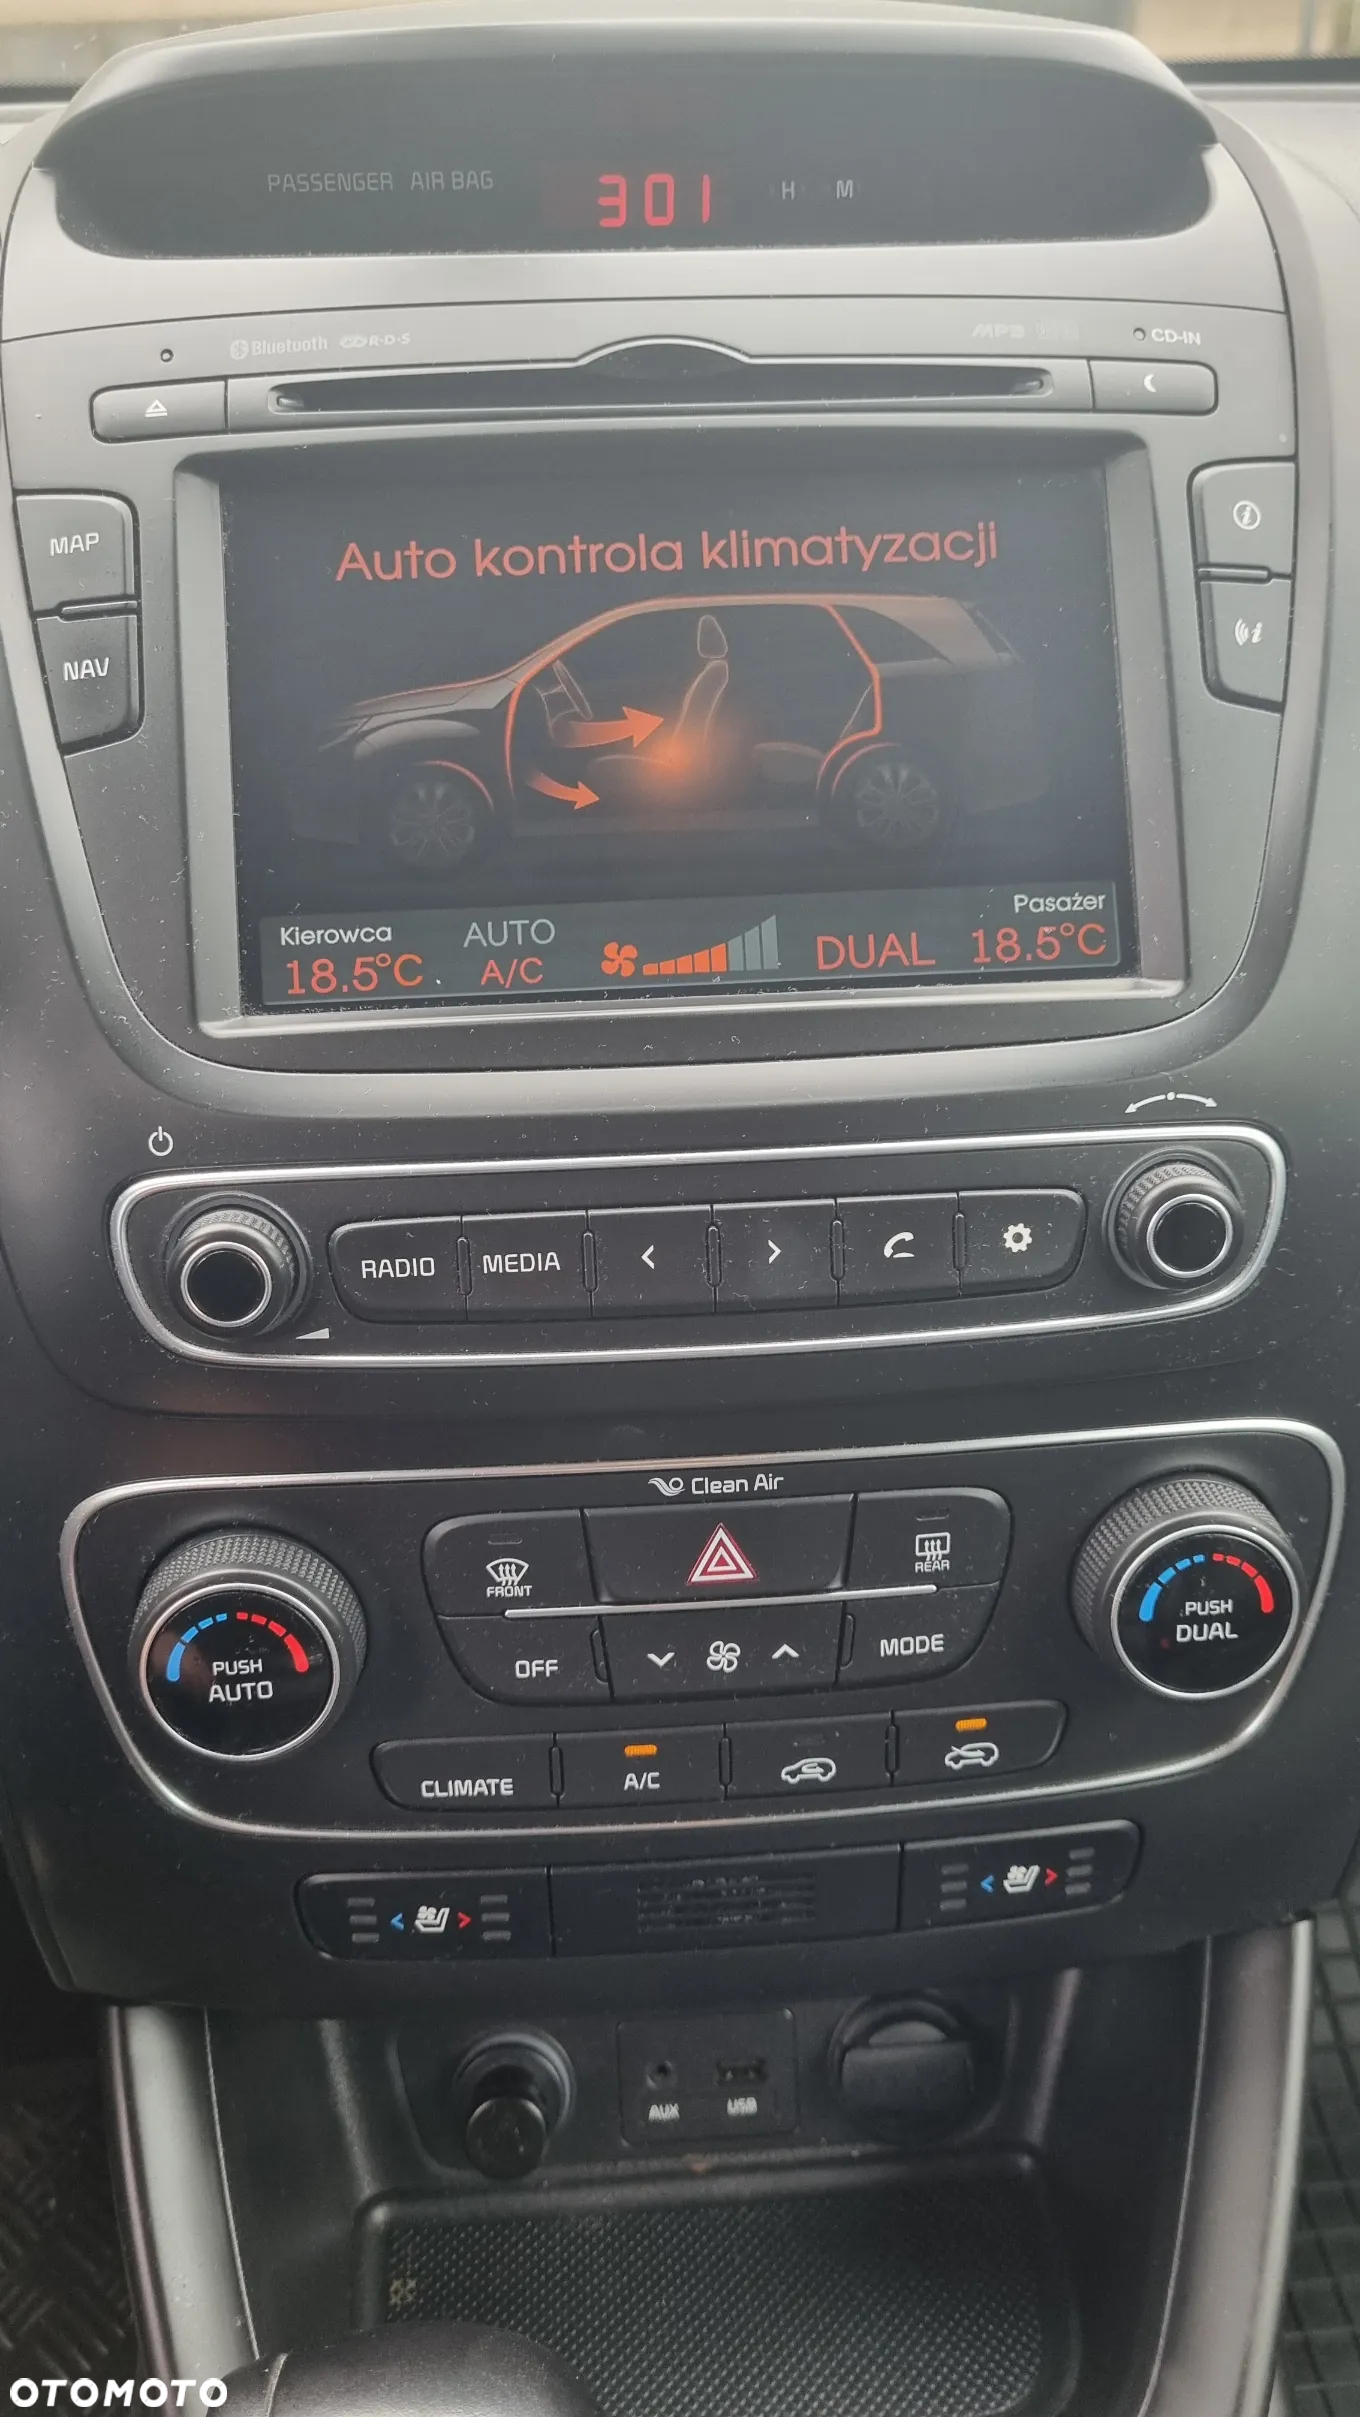 PASSENGER AIR BAG 301 H M
Bluetooth R·D·S MP3 CD-IN
MAP
NAV
Auto kontrola klimatyzacji
Kierowca AUTO Pasażer
18.5°C A/C DUAL 18.5°C
RADIO MEDIA
Clean Air
FRONT REAR
PUSH AUTO OFF MODE PUSH DUAL
CLIMATE A/C
AUX USB
OTOMOTO